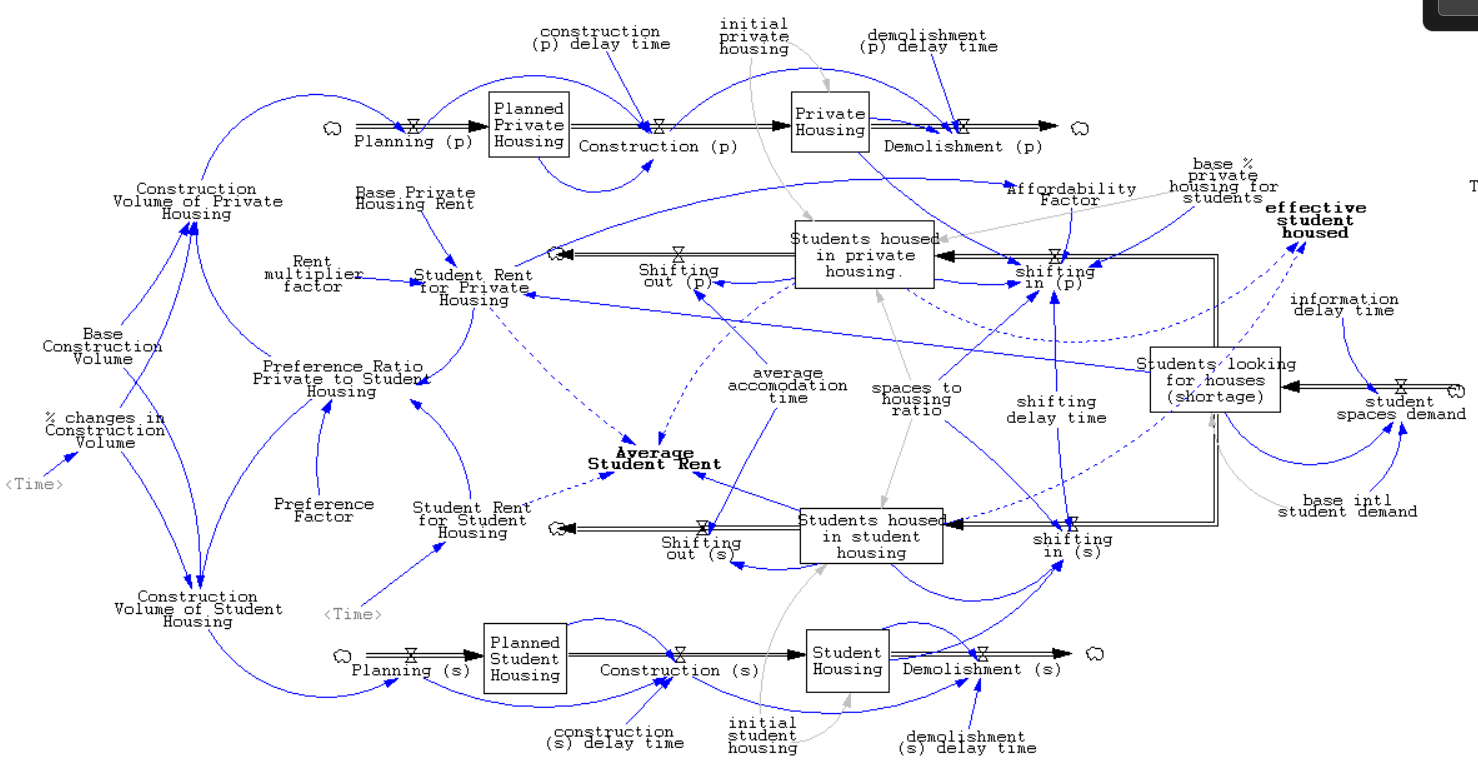 construction
(p) delay time
initial
private
housing
demolishment
(p) delay time
Planned
Private
Housing
Private
Housing
Planning (p)
Construction (p)
Demolishment (p)
Construction
Volume of Private
Housing
Base Private
Housing Rent
Affordability
Factor
base %
private
housing for
students
T
effective
student
housed
Students housed
in private
housing.
Rent
multiplier
factor
Student Rent
for Private
Housing
Shifting
out (p)
shifting
in (p)
information
delay time
Base
Construction
Volume
Preference Ratio
Private to Student
Housing
average
accomodation
time
spaces to
housing
ratio
shifting
delay time
Students looking
for houses
(shortage)
student
spaces demand
% changes in
Construction
Volume
<Time>
Average
Student Rent
Preference
Factor
Student Rent
for Student
Housing
base intl
student demand
Students housed
in student
housing
Shifting
out (s)
shifting
in (s)
Construction
Volume of Student
Housing
<Time>
Planned
Student
Housing
Student
Housing
Planning (s)
Construction (s)
Demolishment (s)
construction
(s) delay time
initial
student
housing
demolishment
(s) delay time